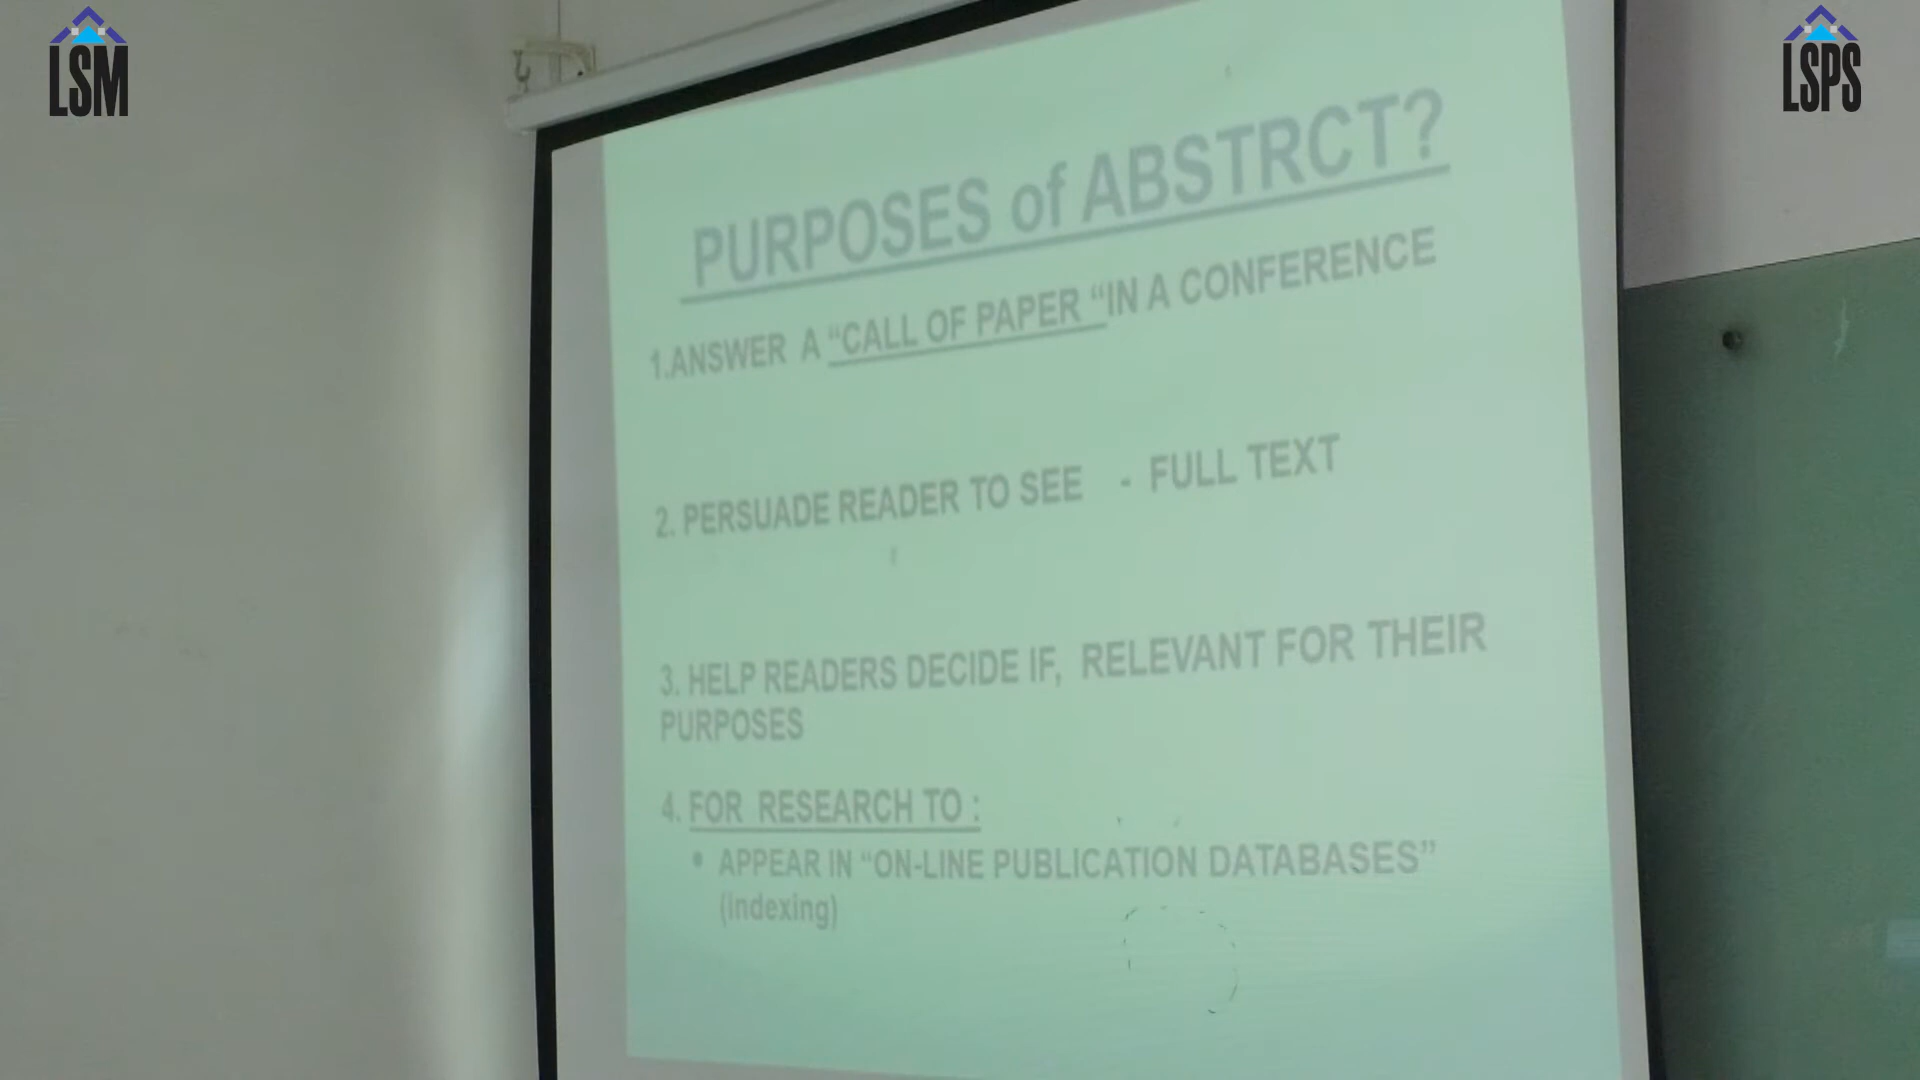 LSM
LSPS
PURPOSES of ABSTRCT?
1.ANSWER A “CALL OF PAPER “IN A CONFERENCE
2. PERSUADE READER TO SEE - FULL TEXT
3. HELP READERS DECIDE IF, RELEVANT FOR THEIR
PURPOSES
4. FOR RESEARCH TO :
• APPEAR IN “ON-LINE PUBLICATION DATABASES”
(indexing)